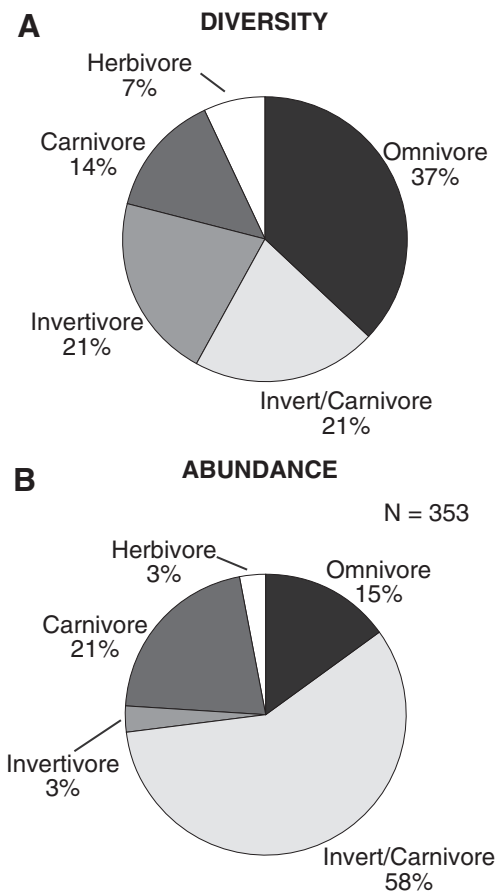 A
DIVERSITY
Herbivore
7%
Carnivore
14%
Omnivore
37%
Invertivore
21%
Invert/Carnivore
21%
B
ABUNDANCE
N = 353
Herbivore
3%
Omnivore
15%
Carnivore
21%
Invertivore
3%
Invert/Carnivore
58%